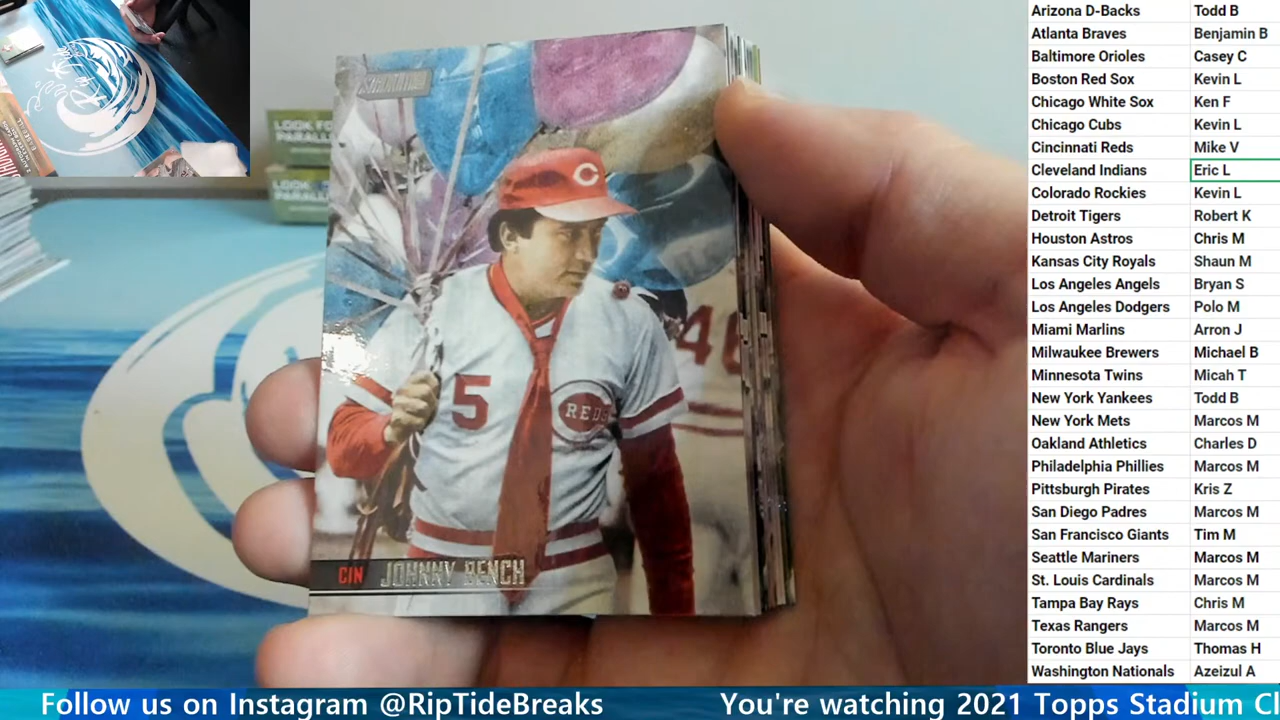 LOOK FO
PARALL
LOOK
PARALL
C
46
5
REDS
CIN JOHNNY BENCH
Arizona D-Backs Todd B
Atlanta Braves Benjamin B
Baltimore Orioles Casey C
Boston Red Sox Kevin L
Chicago White Sox Ken F
Chicago Cubs Kevin L
Cincinnati Reds Mike V
Cleveland Indians Eric L
Colorado Rockies Kevin L
Detroit Tigers Robert K
Houston Astros Chris M
Kansas City Royals Shaun M
Los Angeles Angels Bryan S
Los Angeles Dodgers Polo M
Miami Marlins Arron J
Milwaukee Brewers Michael B
Minnesota Twins Micah T
New York Yankees Todd B
New York Mets Marcos M
Oakland Athletics Charles D
Philadelphia Phillies Marcos M
Pittsburgh Pirates Kris Z
San Diego Padres Marcos M
San Francisco Giants Tim M
Seattle Mariners Marcos M
St. Louis Cardinals Marcos M
Tampa Bay Rays Chris M
Texas Rangers Marcos M
Toronto Blue Jays Thomas H
Washington Nationals Azeizul A
Follow us on Instagram @RipTideBreaks You're watching 2021 Topps Stadium Cl